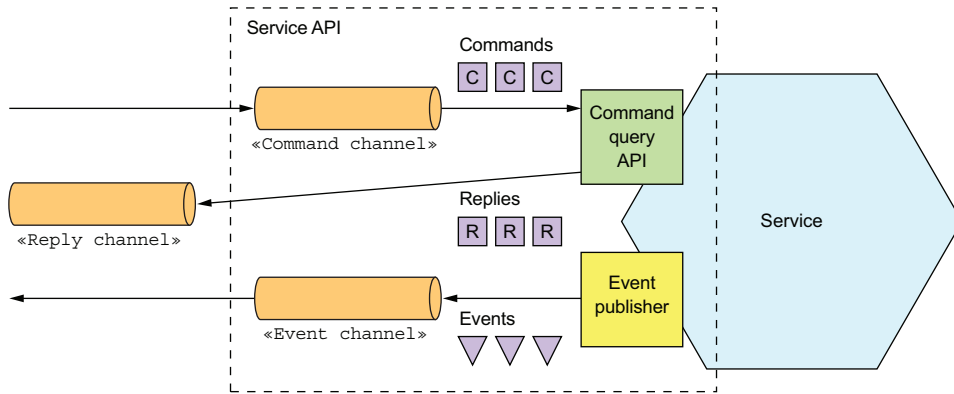 Service API
Commands
C C C
«Command channel»
Command
query
API
«Reply channel»
Replies
R R R
Service
Event
publisher
«Event channel»
Events